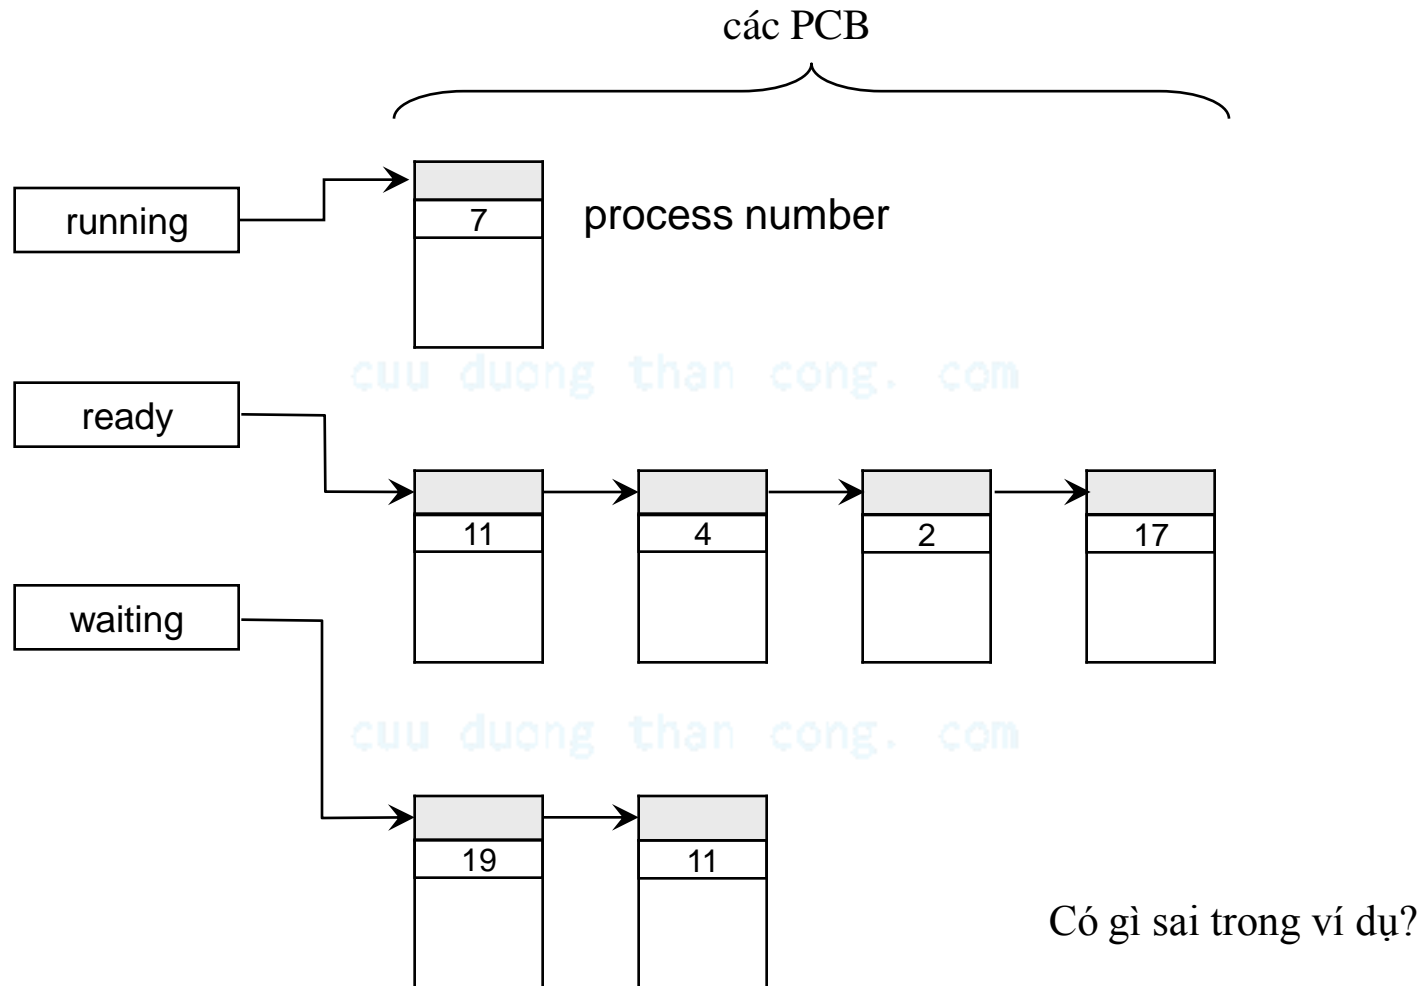 các PCB
running
7
process number
cuu duong than cong. com
ready
11
4
2
17
waiting
cuu duong than cong. com
19
11
Có gì sai trong ví dụ?